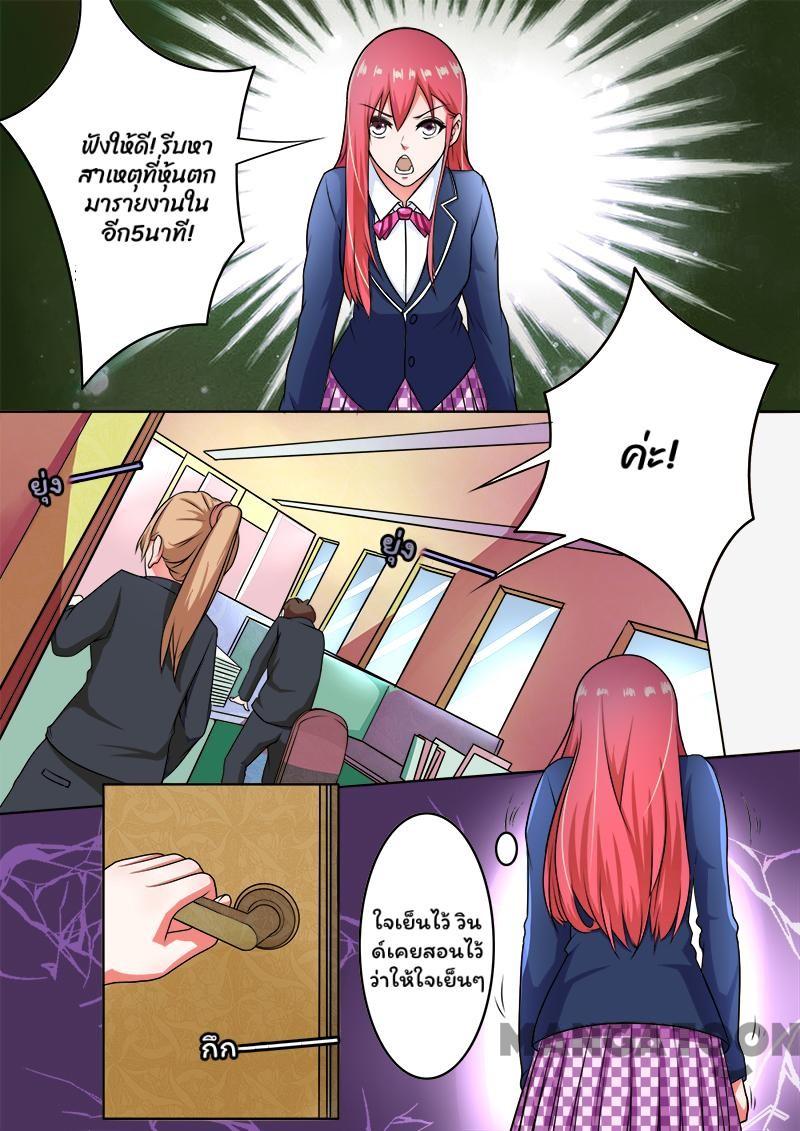 ฟังให้ดี! รีบหา
สาเหตุที่หุ้นตก
มารายงานใน
อีก5นาที!
ค่ะ!
ยุ่ง
ยุ่ง
ใจเย็นไว้ วิน
ด์เคยสอนไว้
ว่าให้ใจเย็นๆ
กึก
MANGATOON